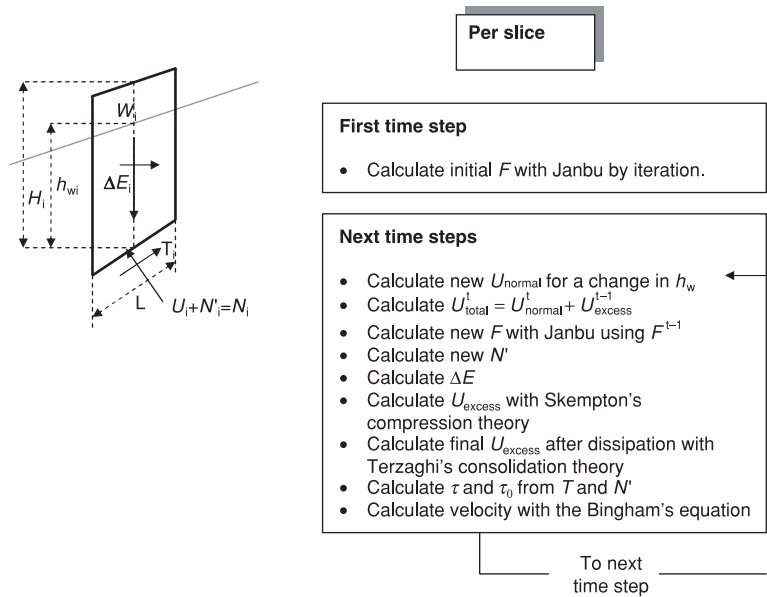 Per slice
W_i
H_i
h_wi
ΔE_i
T_i
L
U_i+N'_i=N_i
First time step
• Calculate initial F with Janbu by iteration.
Next time steps
• Calculate new U_normal for a change in h_w
• Calculate U^t_total = U^t_normal + U^t−1_excess
• Calculate new F with Janbu using F^t−1
• Calculate new N'
• Calculate ΔE
• Calculate U_excess with Skempton's
compression theory
• Calculate final U_excess after dissipation with
Terzaghi's consolidation theory
• Calculate τ and τ_0 from T and N'
• Calculate velocity with the Bingham's equation
To next
time step